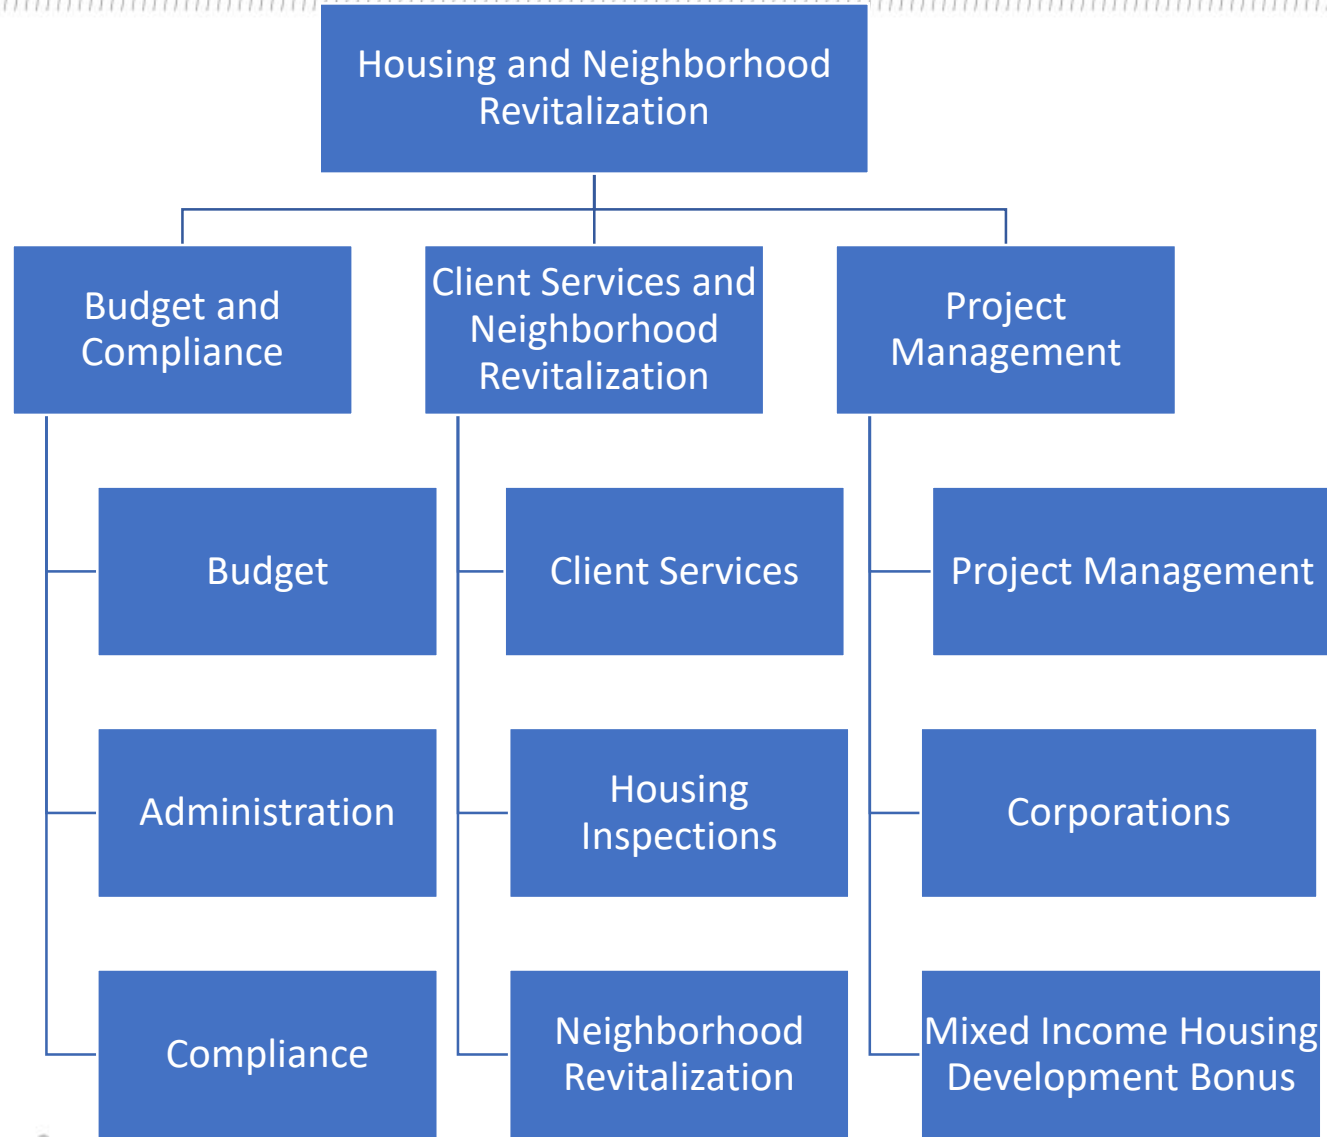 Housing and Neighborhood
Revitalization
Budget and
Compliance
Client Services and
Neighborhood
Revitalization
Project
Management
Budget
Client Services
Project Management
Administration
Housing
Inspections
Corporations
Compliance
Neighborhood
Revitalization
Mixed Income Housing
Development Bonus